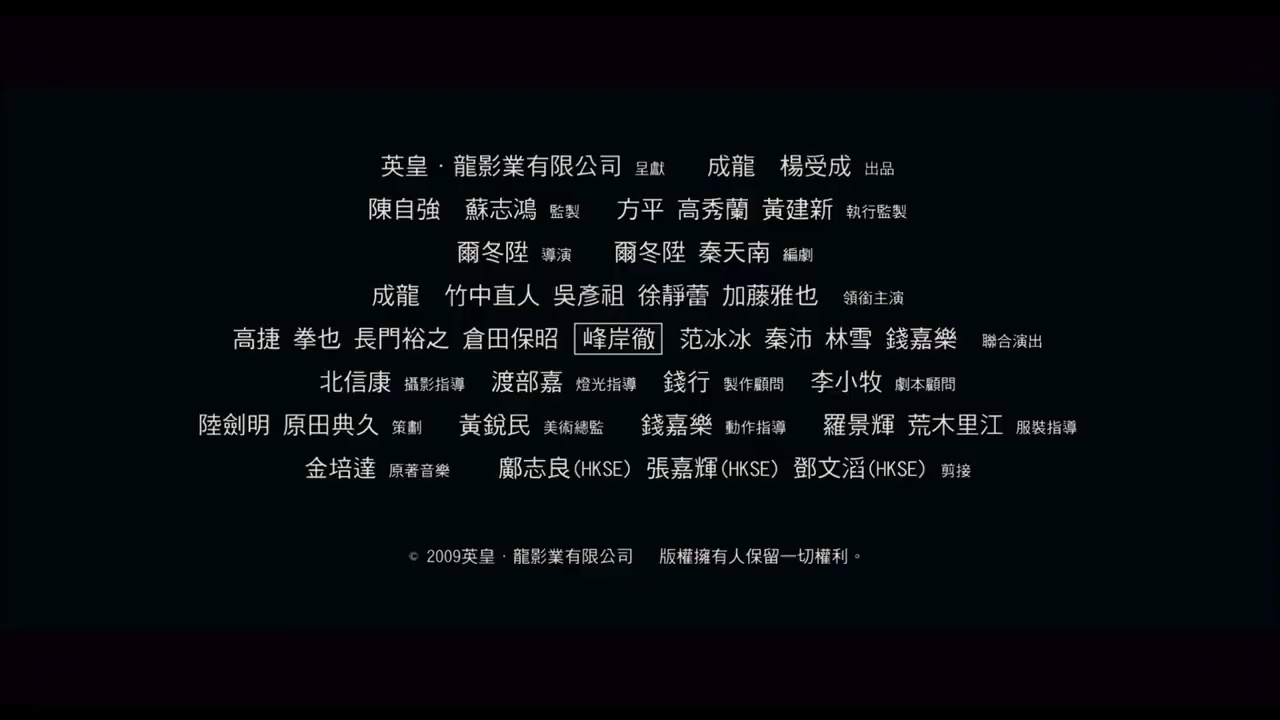 英皇·龍影業有限公司 呈獻 成龍 楊受成 出品
陳自強 蘇志鴻 監製 方平 高秀蘭 黃建新 執行監製
爾冬陞 導演 爾冬陞 秦天南 編劇
成龍 竹中直人 吳彥祖 徐靜蕾 加藤雅也 領銜主演
高捷 拳也 長門裕之 倉田保昭 峰岸徹 范冰冰 秦沛 林雪 錢嘉樂 聯合演出
北信康 攝影指導 渡部嘉 燈光指導 錢行 製作顧問 李小牧 劇本顧問
陸劍明 原田典久 策劃 黃銳民 美術總監 錢嘉樂 動作指導 羅景輝 荒木里江 服裝指導
金培達 原著音樂 鄺志良(HKSE) 張嘉輝(HKSE) 鄧文滔(HKSE) 剪接
© 2009英皇·龍影業有限公司 版權擁有人保留一切權利。